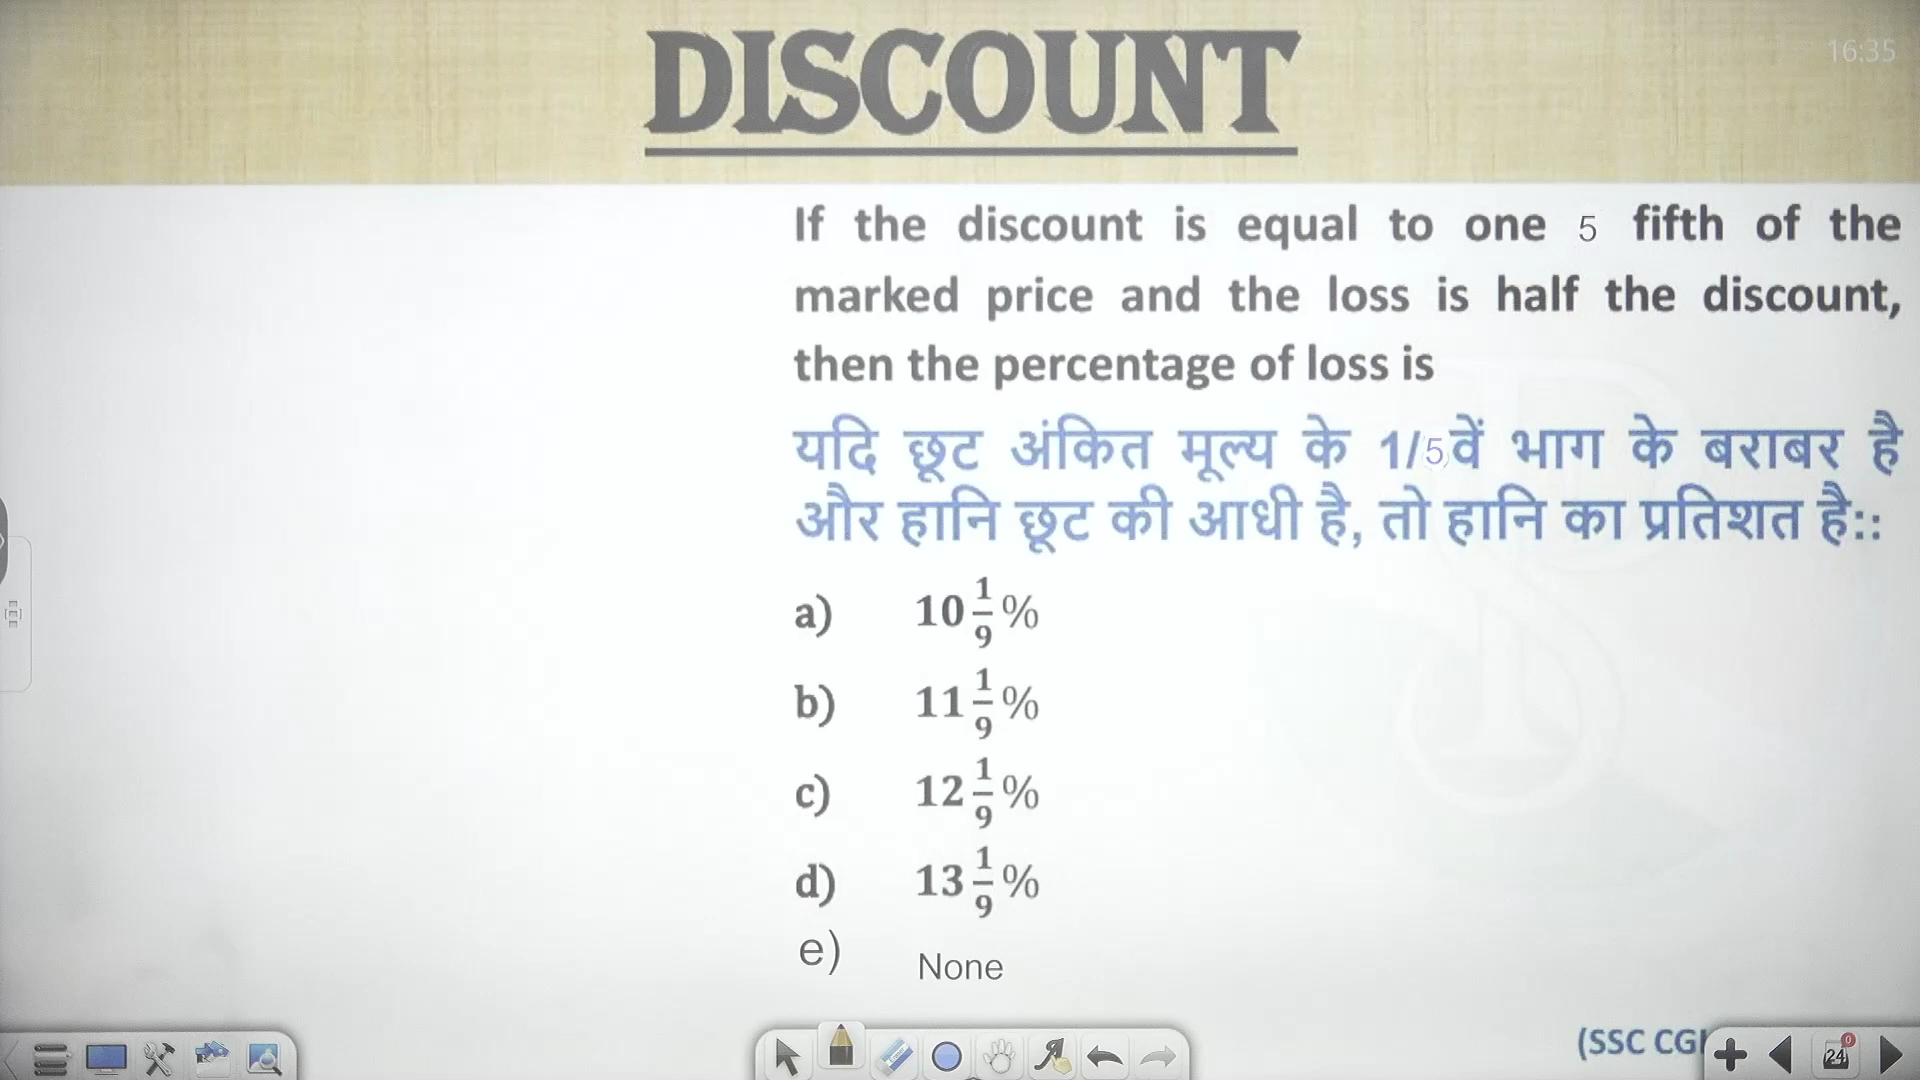 DISCOUNT
16:35
If the discount is equal to one 5 fifth of the
marked price and the loss is half the discount,
then the percentage of loss is
यदि छूट अंकित मूल्य के 1/5वें भाग के बराबर है
और हानि छूट की आधी है, तो हानि का प्रतिशत है::
a) 10 1/9 %
b) 11 1/9 %
c) 12 1/9 %
d) 13 1/9 %
e) None
(SSC CGL
24
0